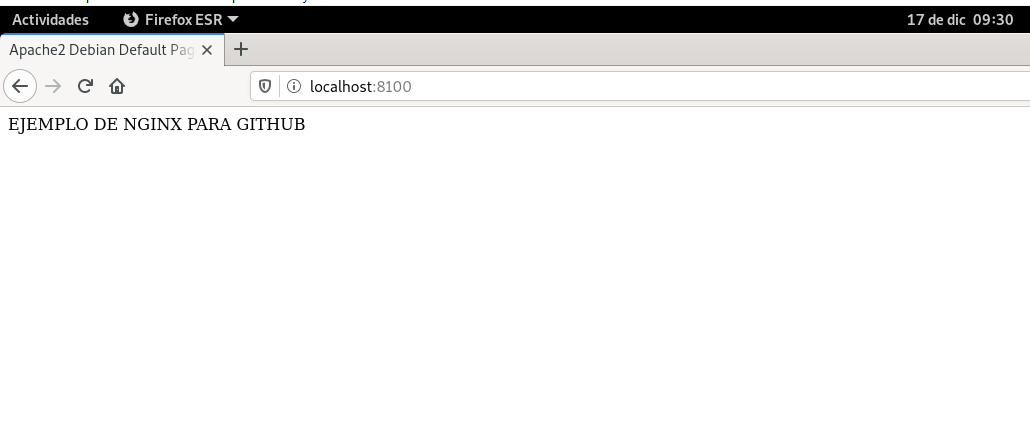 Actividades Firefox ESR 17 de dic 09:30
Apache2 Debian Default Pag
localhost:8100
EJEMPLO DE NGINX PARA GITHUB